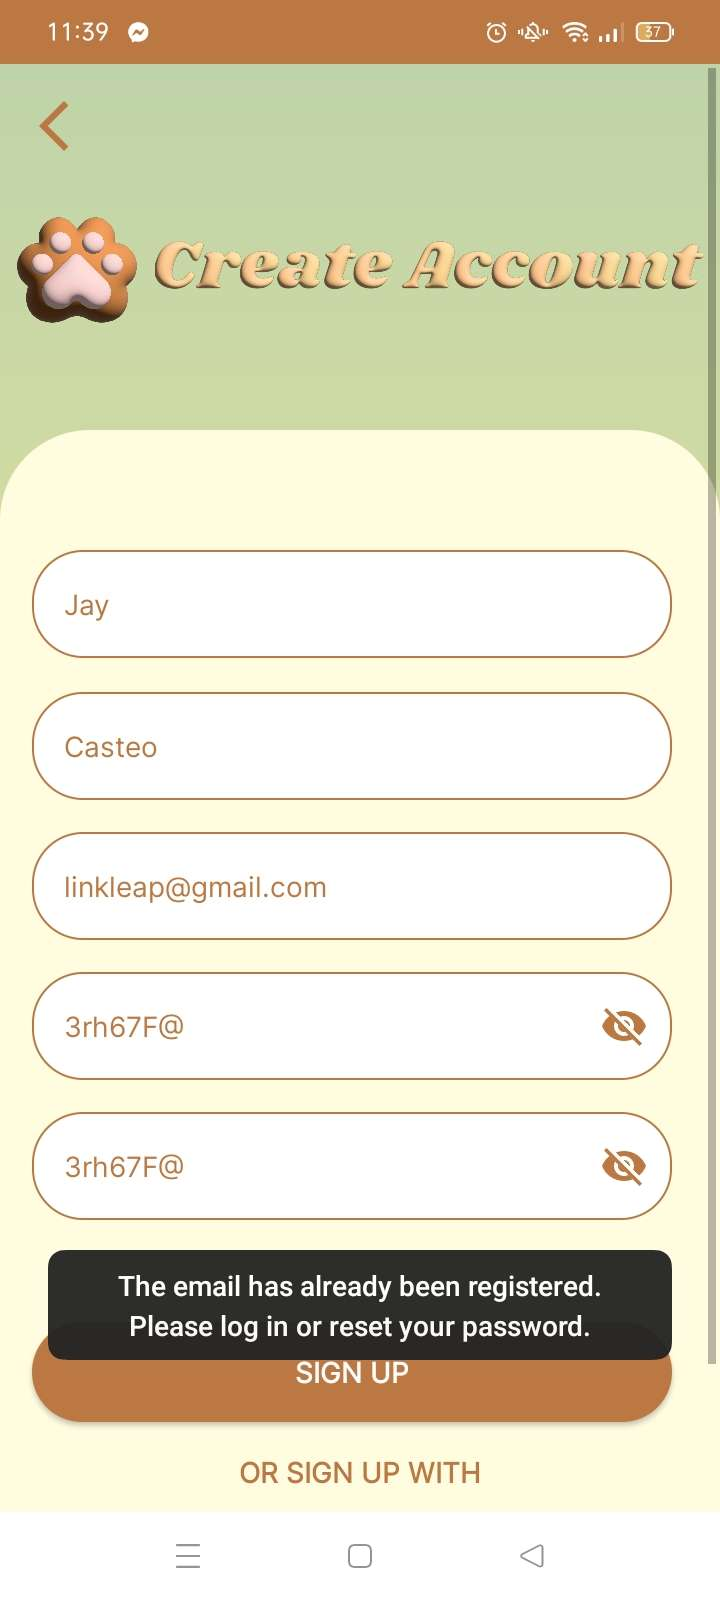 11:39
37
Create Account
Jay
Casteo
linkleap@gmail.com
3rh67F@
3rh67F@
The email has already been registered.
Please log in or reset your password.
SIGN UP
OR SIGN UP WITH